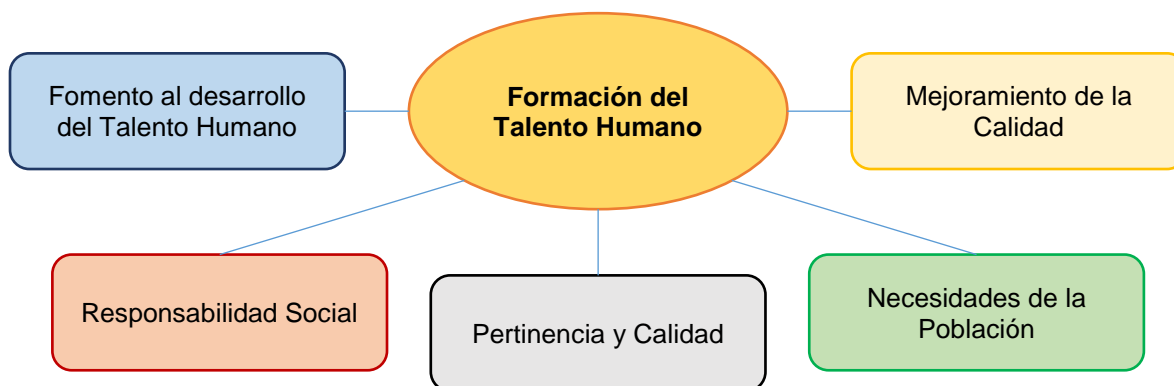 Fomento al desarrollo
del Talento Humano
Formación del
Talento Humano
Mejoramiento de la
Calidad
Responsabilidad Social
Pertinencia y Calidad
Necesidades de la
Población